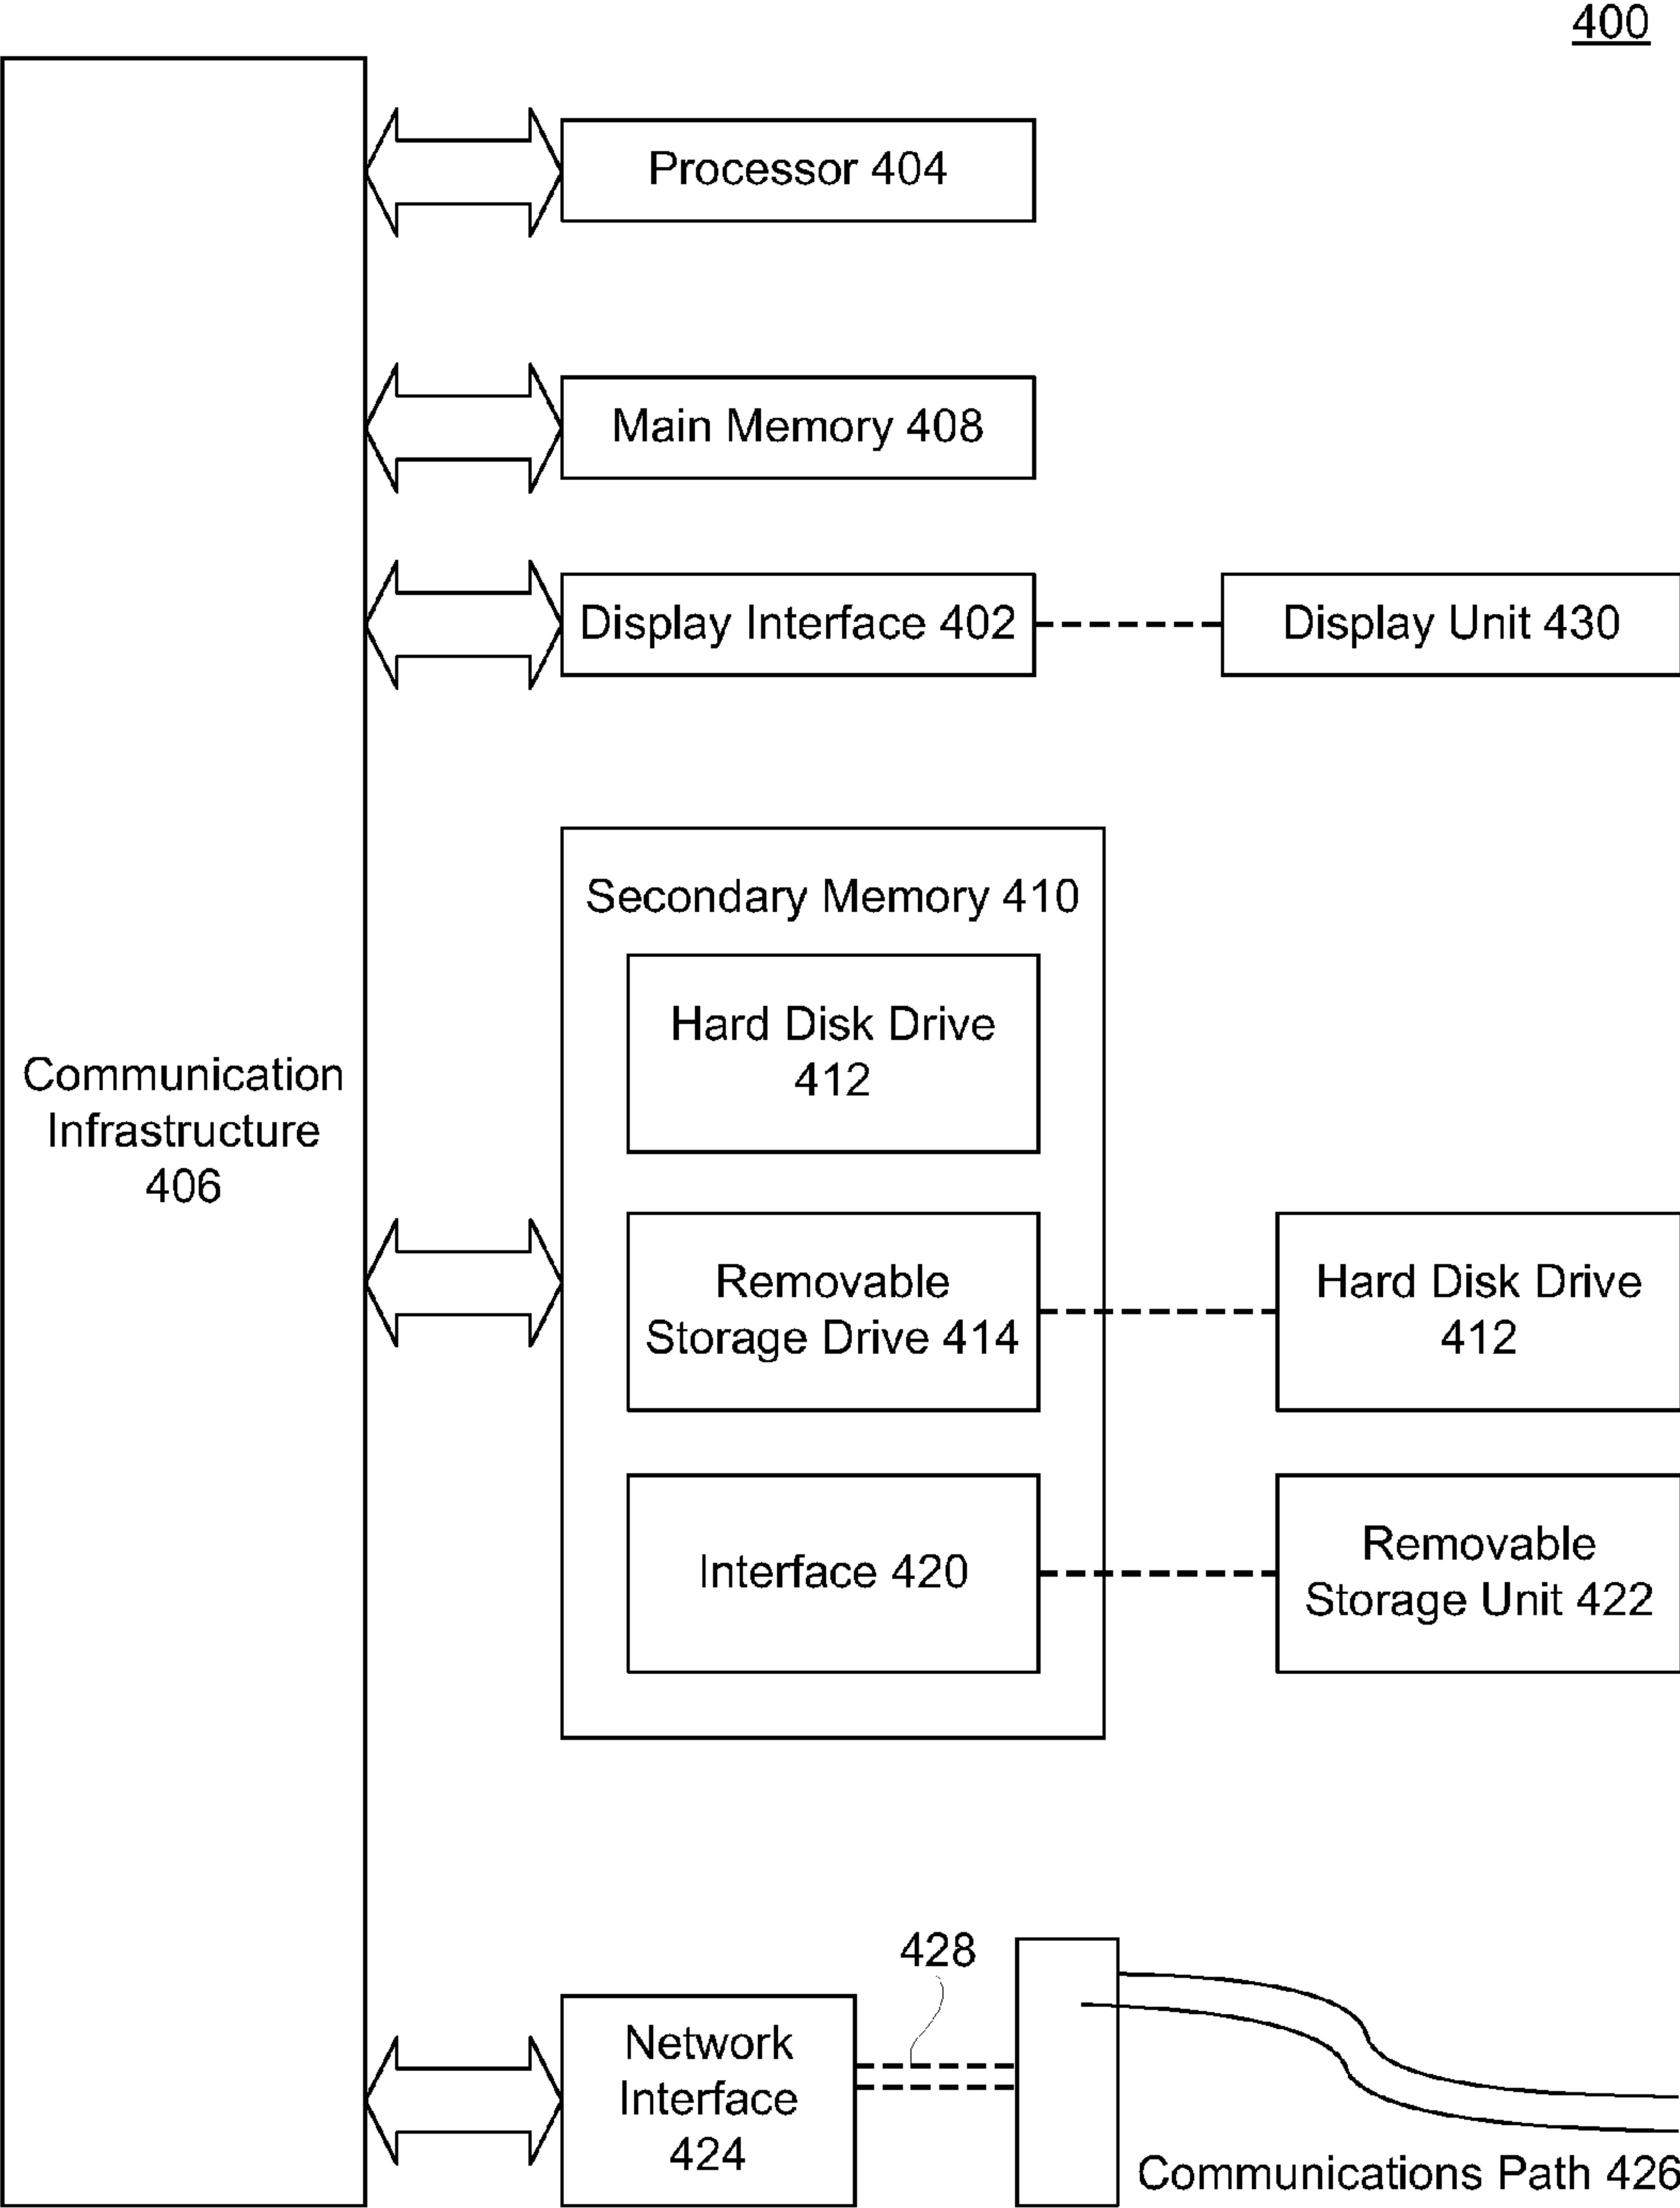 400
Processor 404
Main Memory 408
Display Interface 402
Display Unit 430
Secondary Memory 410
Hard Disk Drive
412
Communication
Infrastructure
406
Removable
Storage Drive 414
Hard Disk Drive
412
Interface 420
Removable
Storage Unit 422
428
Network
Interface
424
Communications Path 426